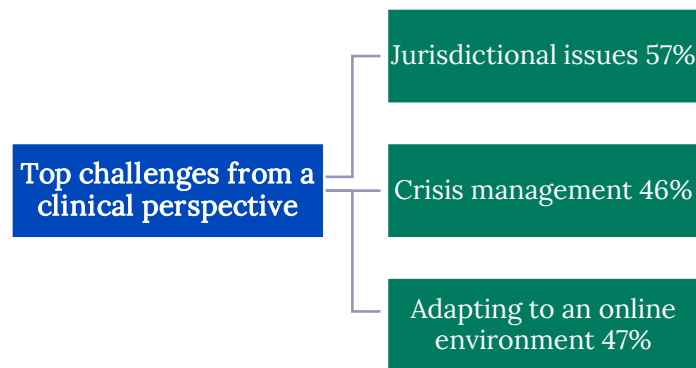 Jurisdictional issues 57%
Top challenges from a
clinical perspective
Crisis management 46%
Adapting to an online
environment 47%